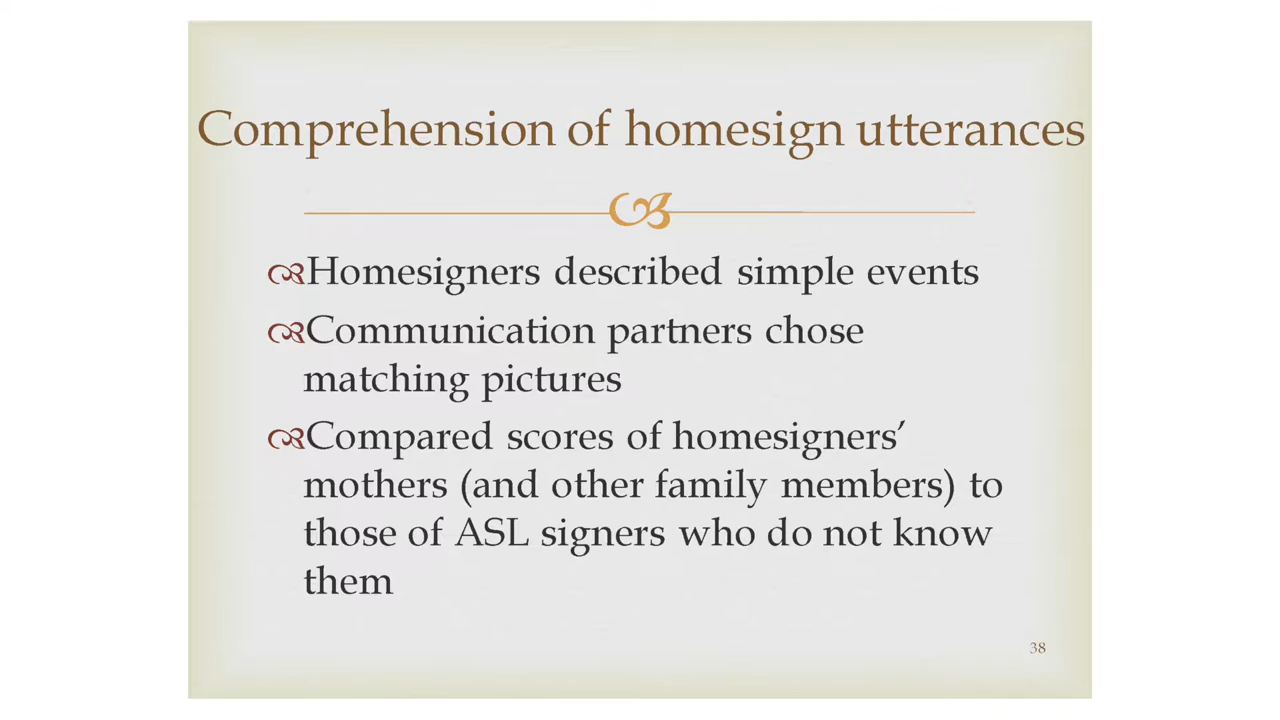 Comprehension of homesign utterances
Homesigners described simple events
Communication partners chose
matching pictures
Compared scores of homesigners’
mothers (and other family members) to
those of ASL signers who do not know
them
38